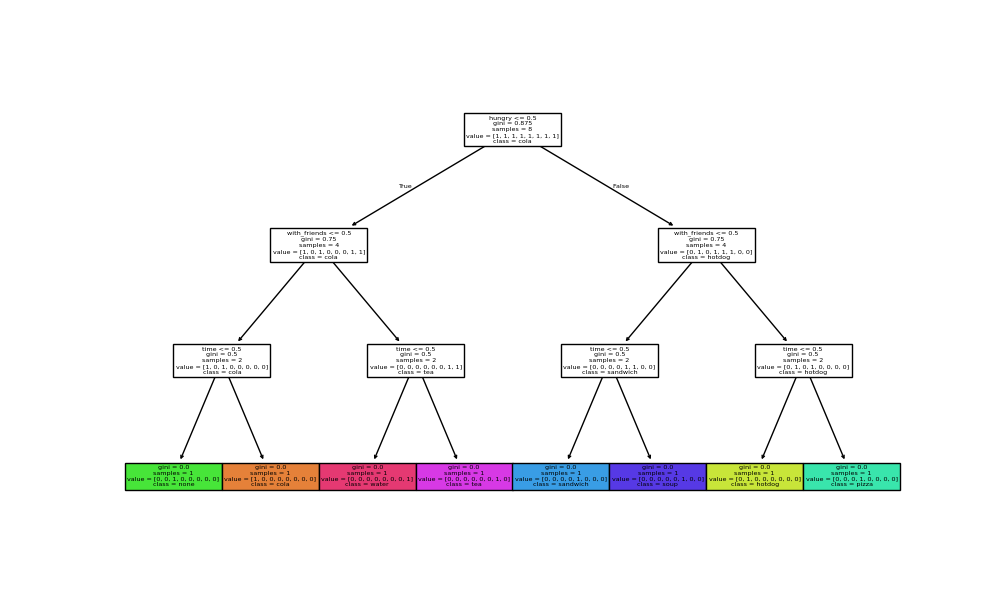 hungry <= 0.5
gini = 0.875
samples = 8
value = [1, 1, 1, 1, 1, 1, 1, 1]
class = cola
True
False
with_friends <= 0.5
gini = 0.75
samples = 4
value = [1, 0, 1, 0, 0, 0, 1, 1]
class = cola
with_friends <= 0.5
gini = 0.75
samples = 4
value = [0, 1, 0, 1, 1, 1, 0, 0]
class = hotdog
time <= 0.5
gini = 0.5
samples = 2
value = [1, 0, 1, 0, 0, 0, 0, 0]
class = cola
time <= 0.5
gini = 0.5
samples = 2
value = [0, 0, 0, 0, 0, 0, 1, 1]
class = tea
time <= 0.5
gini = 0.5
samples = 2
value = [0, 0, 0, 0, 1, 1, 0, 0]
class = sandwich
time <= 0.5
gini = 0.5
samples = 2
value = [0, 1, 0, 1, 0, 0, 0, 0]
class = hotdog
gini = 0.0
samples = 1
value = [0, 0, 1, 0, 0, 0, 0, 0]
class = none
gini = 0.0
samples = 1
value = [1, 0, 0, 0, 0, 0, 0, 0]
class = cola
gini = 0.0
samples = 1
value = [0, 0, 0, 0, 0, 0, 0, 1]
class = water
gini = 0.0
samples = 1
value = [0, 0, 0, 0, 0, 0, 1, 0]
class = tea
gini = 0.0
samples = 1
value = [0, 0, 0, 0, 1, 0, 0, 0]
class = sandwich
gini = 0.0
samples = 1
value = [0, 0, 0, 0, 0, 1, 0, 0]
class = soup
gini = 0.0
samples = 1
value = [0, 1, 0, 0, 0, 0, 0, 0]
class = hotdog
gini = 0.0
samples = 1
value = [0, 0, 0, 1, 0, 0, 0, 0]
class = pizza